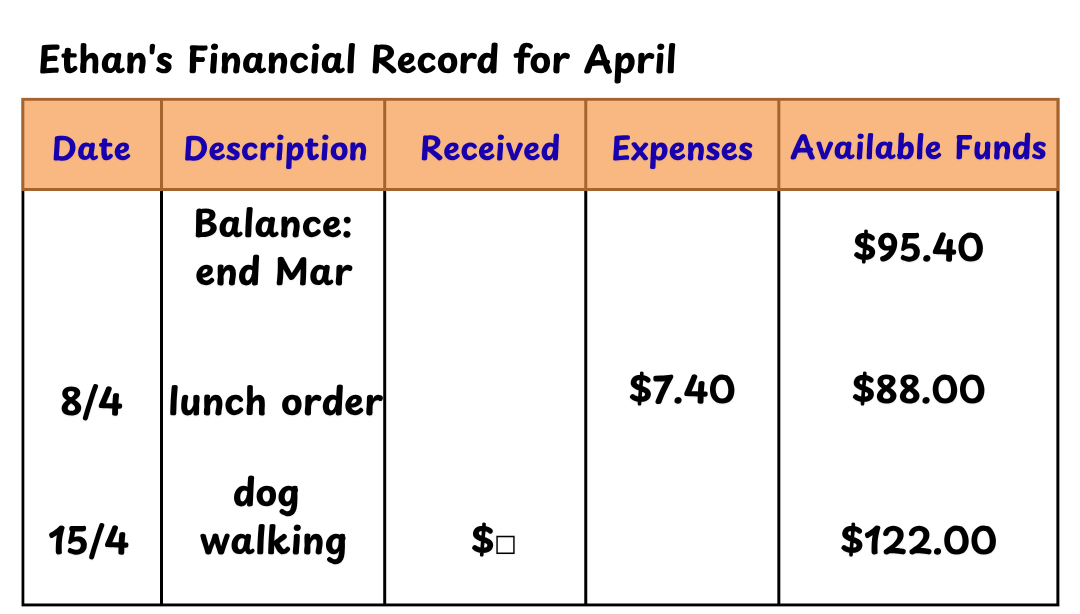 Ethan's Financial Record for April
Date Description Received Expenses Available Funds
Balance:
end Mar $95.40
8/4 lunch order $7.40 $88.00
dog
15/4 walking $□ $122.00